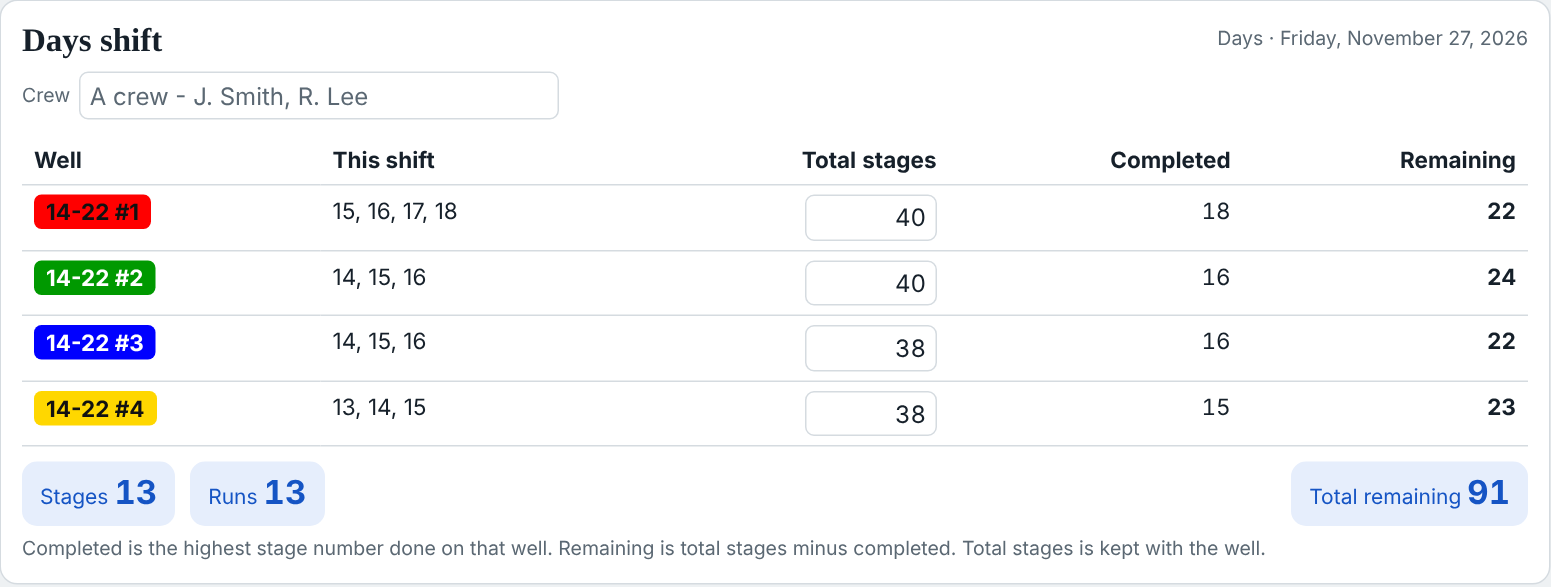 Days shift
Days · Friday, November 27, 2026
Crew A crew - J. Smith, R. Lee
Well This shift Total stages Completed Remaining
14-22 #1 15, 16, 17, 18 40 18 22
14-22 #2 14, 15, 16 40 16 24
14-22 #3 14, 15, 16 38 16 22
14-22 #4 13, 14, 15 38 15 23
Stages 13 Runs 13 Total remaining 91
Completed is the highest stage number done on that well. Remaining is total stages minus completed. Total stages is kept with the well.